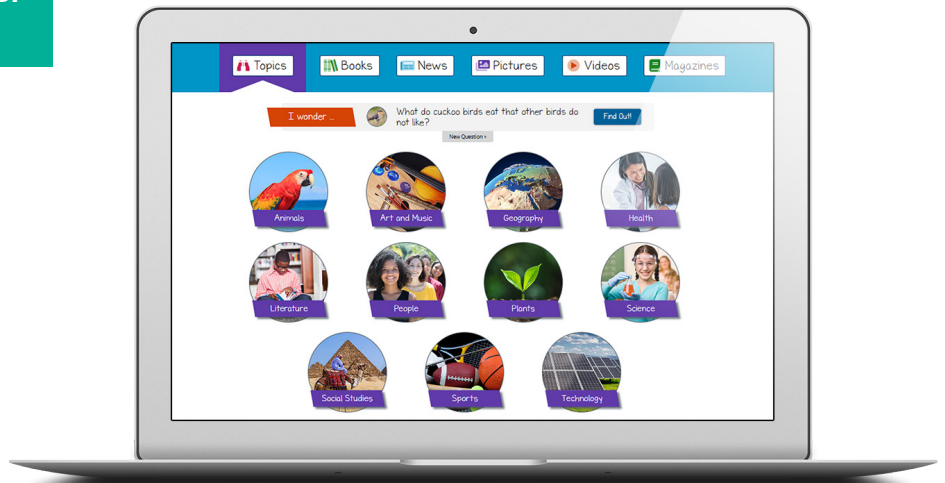 Topics
Books
News
Pictures
Videos
Magazines
I wonder ...
What do cuckoo birds eat that other birds do
not like?
Find Out!
New Question »
Animals
Art and Music
Geography
Health
Literature
People
Plants
Science
Social Studies
Sports
Technology